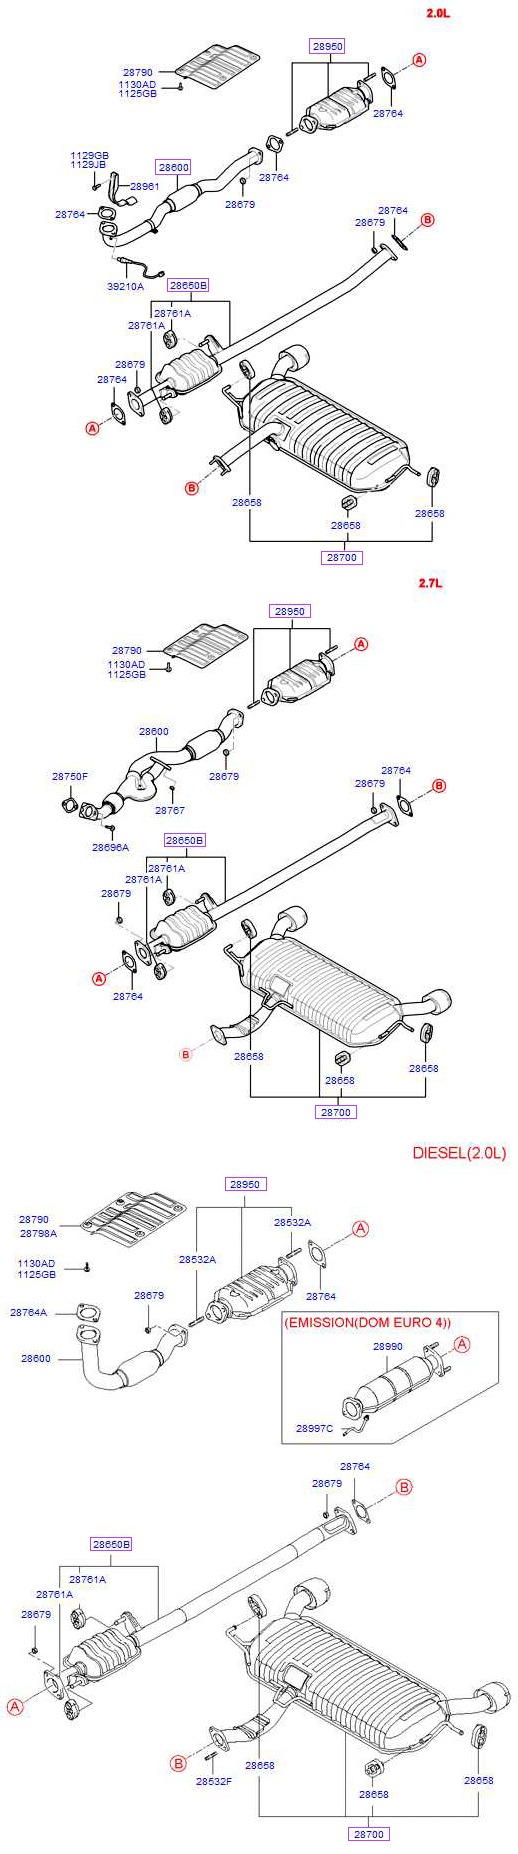 2.0L
28950
A
28790
1130AD
1125GB
28764
1129GB
1129JB
28600
28961
28764
28679
28764
28764
28679
B
39210A
28650B
28761A
28761A
28679
28764
A
B
28658
28658
28658
28700
2.7L
28950
A
28790
1130AD
1125GB
28600
28679
28750F
28767
28696A
28764
28679
B
28650B
28761A
28761A
28679
A
28764
B
28658
28658
28658
28700
DIESEL(2.0L)
28950
28790
28798A
28532A
A
28532A
1130AD
1125GB
28679
28764
28764A
28600
(EMISSION(DOM EURO 4))
28990
A
28997C
28764
28679
B
28650B
28761A
28761A
28679
A
B
28532F
28658
28658
28658
28700